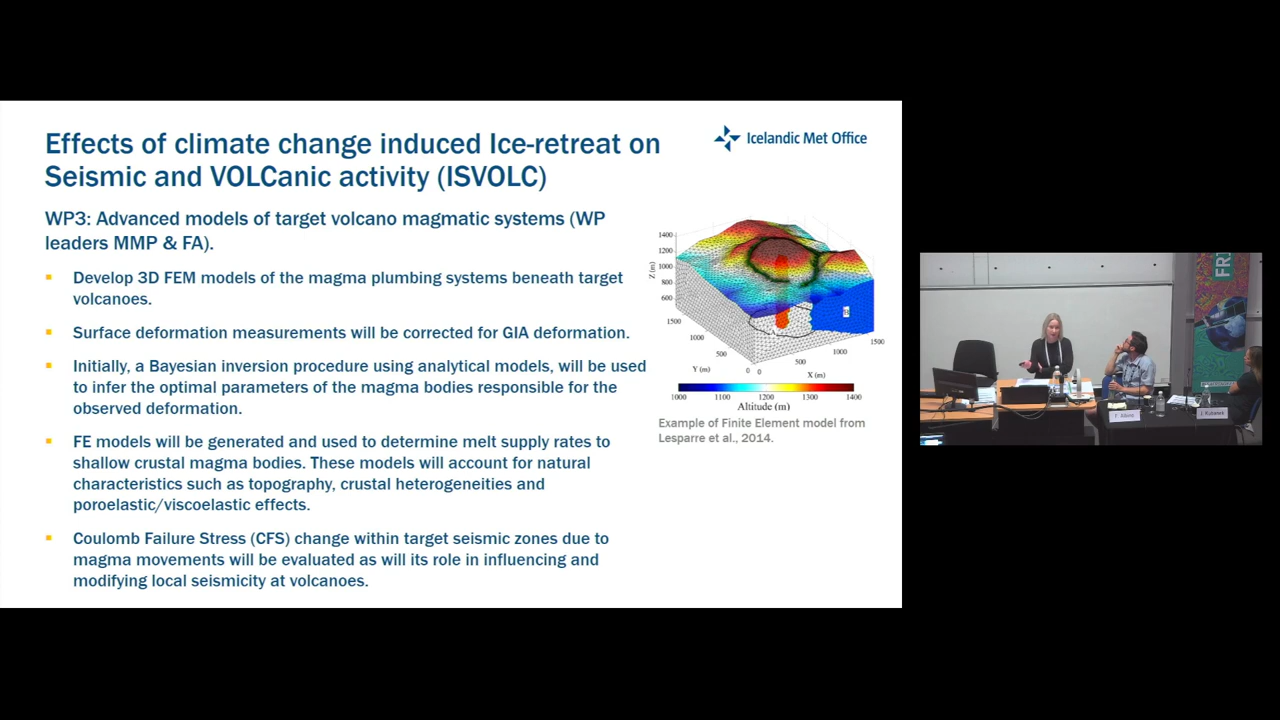 Effects of climate change induced Ice-retreat on
Seismic and VOLCanic activity (ISVOLC)
Icelandic Met Office
WP3: Advanced models of target volcano magmatic systems (WP
leaders MMP & FA).
Develop 3D FEM models of the magma plumbing systems beneath target
volcanoes.
Surface deformation measurements will be corrected for GIA deformation.
Initially, a Bayesian inversion procedure using analytical models, will be used
to infer the optimal parameters of the magma bodies responsible for the
observed deformation.
FE models will be generated and used to determine melt supply rates to
shallow crustal magma bodies. These models will account for natural
characteristics such as topography, crustal heterogeneities and
poroelastic/viscoelastic effects.
Coulomb Failure Stress (CFS) change within target seismic zones due to
magma movements will be evaluated as will its role in influencing and
modifying local seismicity at volcanoes.
1400
1200
1000
800
600
Z (m)
1500
1000
500
0
Y (m)
0
500
1000
1500
X (m)
1000 1100 1200 1300 1400
Altitude (m)
Example of Finite Element model from
Lesparre et al., 2014.
FRI